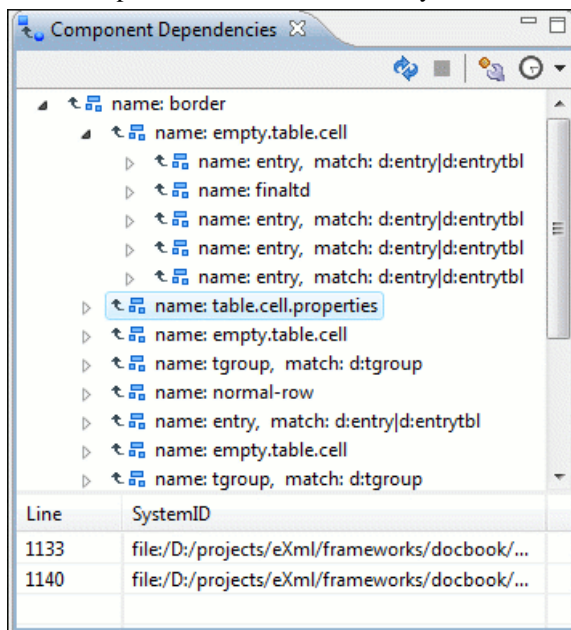 Component Dependencies
name: border
name: empty.table.cell
name: entry, match: d:entry|d:entrytbl
name: finaltd
name: entry, match: d:entry|d:entrytbl
name: entry, match: d:entry|d:entrytbl
name: entry, match: d:entry|d:entrytbl
name: table.cell.properties
name: empty.table.cell
name: tgroup, match: d:tgroup
name: normal-row
name: entry, match: d:entry|d:entrytbl
name: empty.table.cell
name: tgroup, match: d:tgroup
Line SystemID
1133 file:/D:/projects/eXml/frameworks/docbook/...
1140 file:/D:/projects/eXml/frameworks/docbook/...